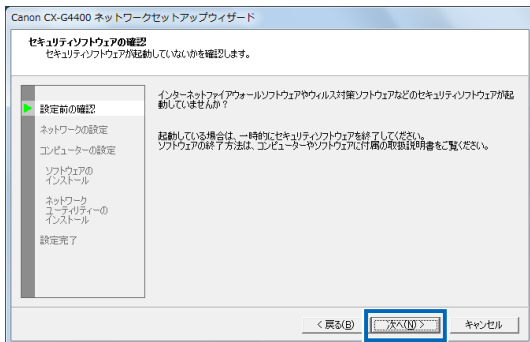 Canon CX-G4400 ネットワークセットアップウィザード
セキュリティソフトウェアの確認
セキュリティソフトウェアが起動していないかを確認します。
設定前の確認
ネットワークの設定
コンピューターの設定
ソフトウェアの
インストール
ネットワーク
ユーティリティーの
インストール
設定完了
インターネットファイアウォールソフトウェアやウィルス対策ソフトウェアなどのセキュリティソフトウェアが起
動していませんか？
起動している場合は、一時的にセキュリティソフトウェアを終了してください。
ソフトウェアの終了方法は、コンピューターやソフトウェアに付属の取扱説明書をご覧ください。
< 戻る(B)
次へ(N) >
キャンセル